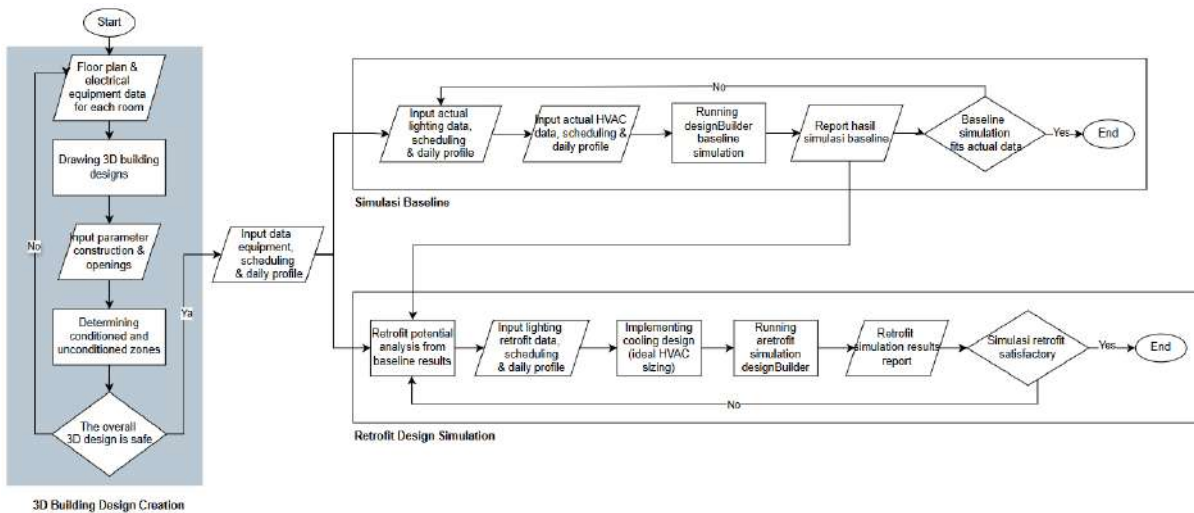 Start
Floor plan &
electrical
equipment data
for each room
Drawing 3D building
designs
Input parameter
construction &
openings
Determining
conditioned and
unconditioned zones
The overall
3D design is safe
No
Ya
3D Building Design Creation
Input data
equipment,
scheduling
& daily profile
Input actual
lighting data,
scheduling
& daily profile
Input actual HVAC
data, scheduling &
daily profile
Running
designBuilder
baseline
simulation
Report hasil
simulasi baseline
Baseline
simulation
fits actual data
No
Yes
End
Simulasi Baseline
Retrofit potential
analysis from
baseline results
Input lighting
retrofit data,
scheduling
& daily profile
Implementing
cooling design
(ideal HVAC
sizing)
Running
aretrofit
simulation
designBuilder
Retrofit
simulation results
report
Simulasi retrofit
satisfactory
Yes
End
No
Retrofit Design Simulation